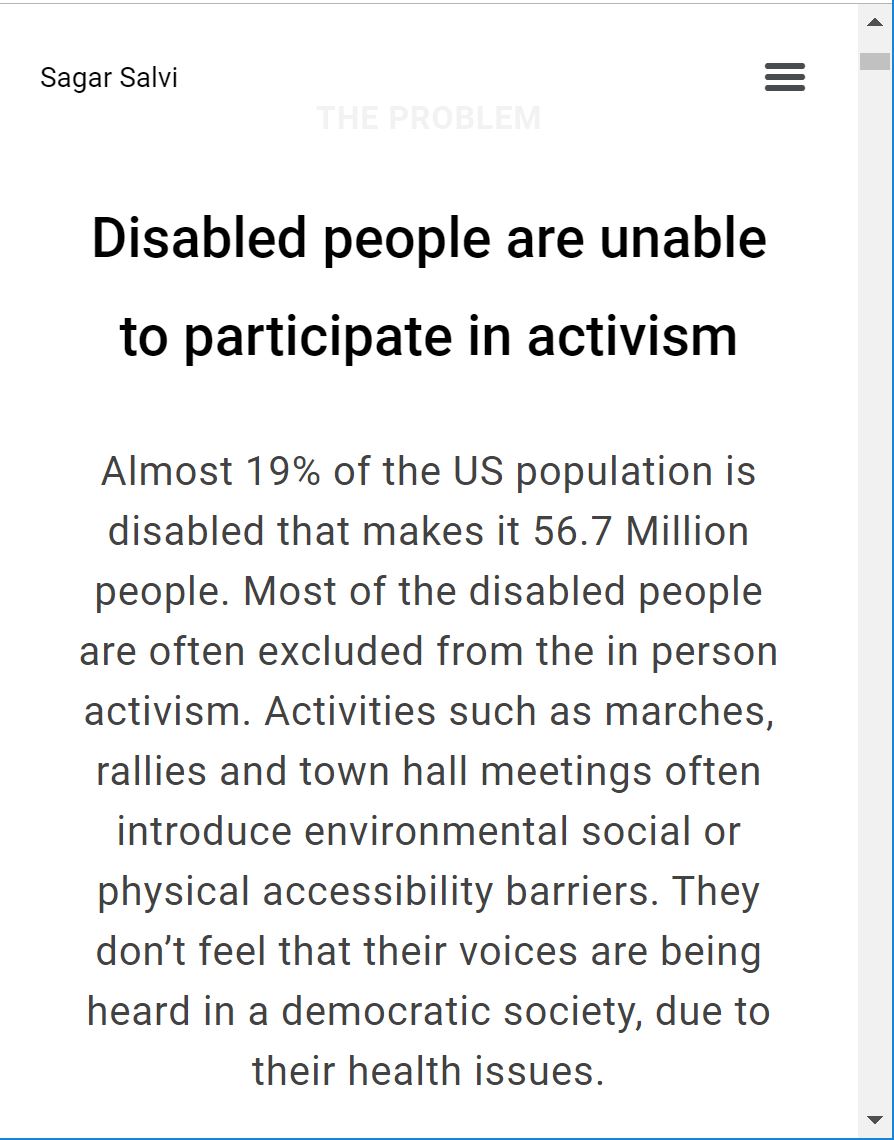 Sagar Salvi
THE PROBLEM
Disabled people are unable
to participate in activism
Almost 19% of the US population is
disabled that makes it 56.7 Million
people. Most of the disabled people
are often excluded from the in person
activism. Activities such as marches,
rallies and town hall meetings often
introduce environmental social or
physical accessibility barriers. They
don’t feel that their voices are being
heard in a democratic society, due to
their health issues.